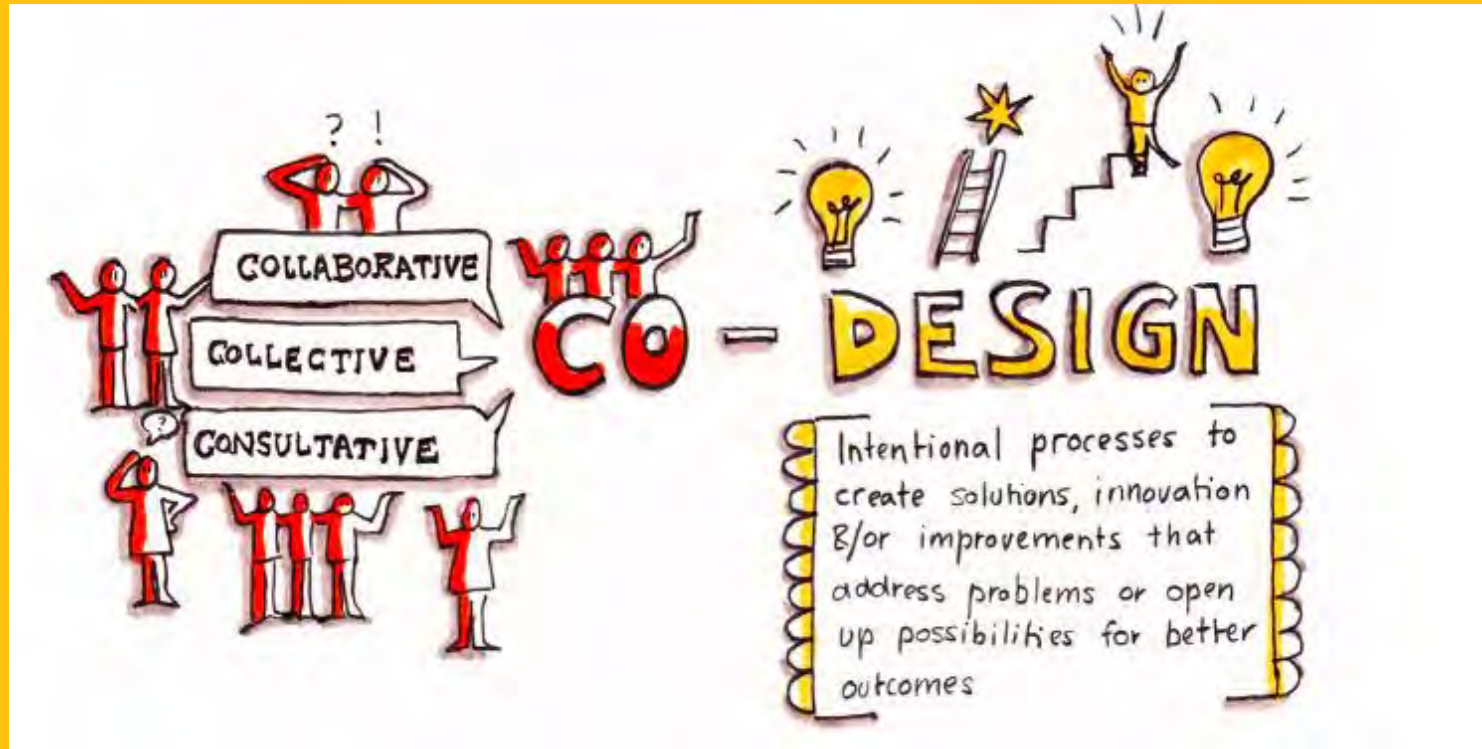 ? !
COLLABORATIVE
COLLECTIVE
CONSULTATIVE
?
CO - DESIGN
Intentional processes to
create solutions, innovation
&/or improvements that
address problems or open
up possibilities for better
outcomes